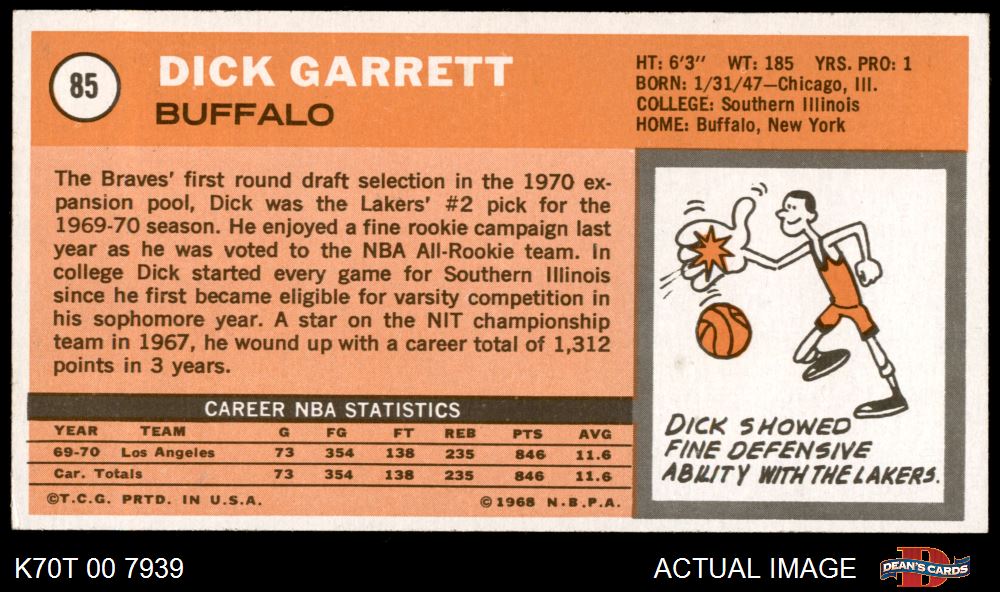 85
DICK GARRETT
BUFFALO
HT: 6'3" WT: 185 YRS. PRO: 1
BORN: 1/31/47—Chicago, Ill.
COLLEGE: Southern Illinois
HOME: Buffalo, New York
The Braves' first round draft selection in the 1970 ex-
pansion pool, Dick was the Lakers' #2 pick for the
1969-70 season. He enjoyed a fine rookie campaign last
year as he was voted to the NBA All-Rookie team. In
college Dick started every game for Southern Illinois
since he first became eligible for varsity competition in
his sophomore year. A star on the NIT championship
team in 1967, he wound up with a career total of 1,312
points in 3 years.
CAREER NBA STATISTICS
YEAR TEAM G FG FT REB PTS AVG
69-70 Los Angeles 73 354 138 235 846 11.6
Car. Totals 73 354 138 235 846 11.6
©T.C.G. PRTD. IN U.S.A. ©1968 N.B.P.A.
DICK SHOWED
FINE DEFENSIVE
ABILITY WITH THE LAKERS.
K70T 00 7939
ACTUAL IMAGE
D
DEAN'S CARDS